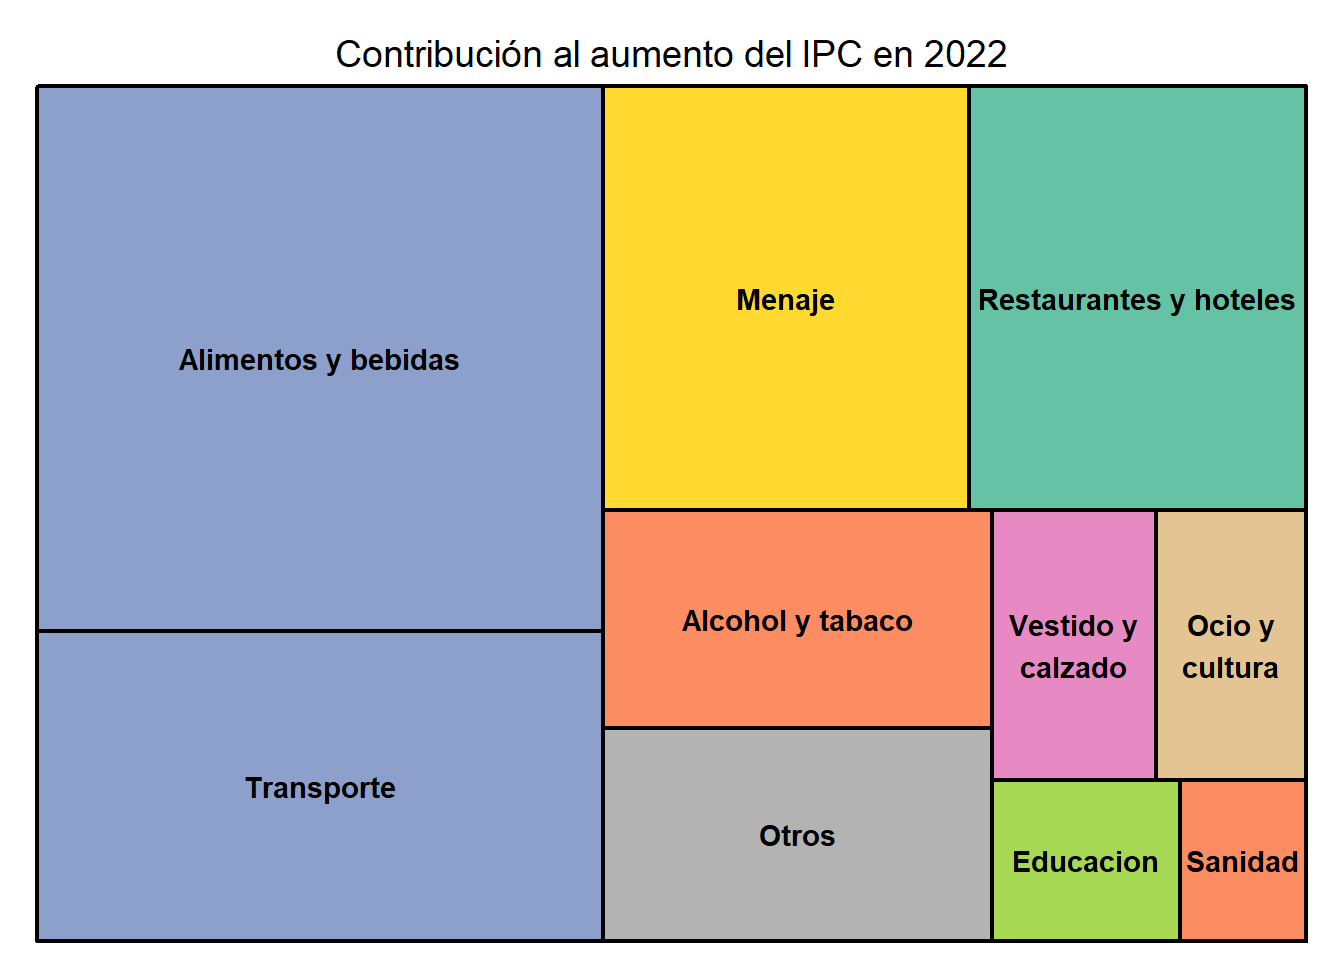 Contribución al aumento del IPC en 2022
Alimentos y bebidas
Menaje
Restaurantes y hoteles
Alcohol y tabaco
Vestido y
calzado
Ocio y
cultura
Transporte
Otros
Educacion
Sanidad